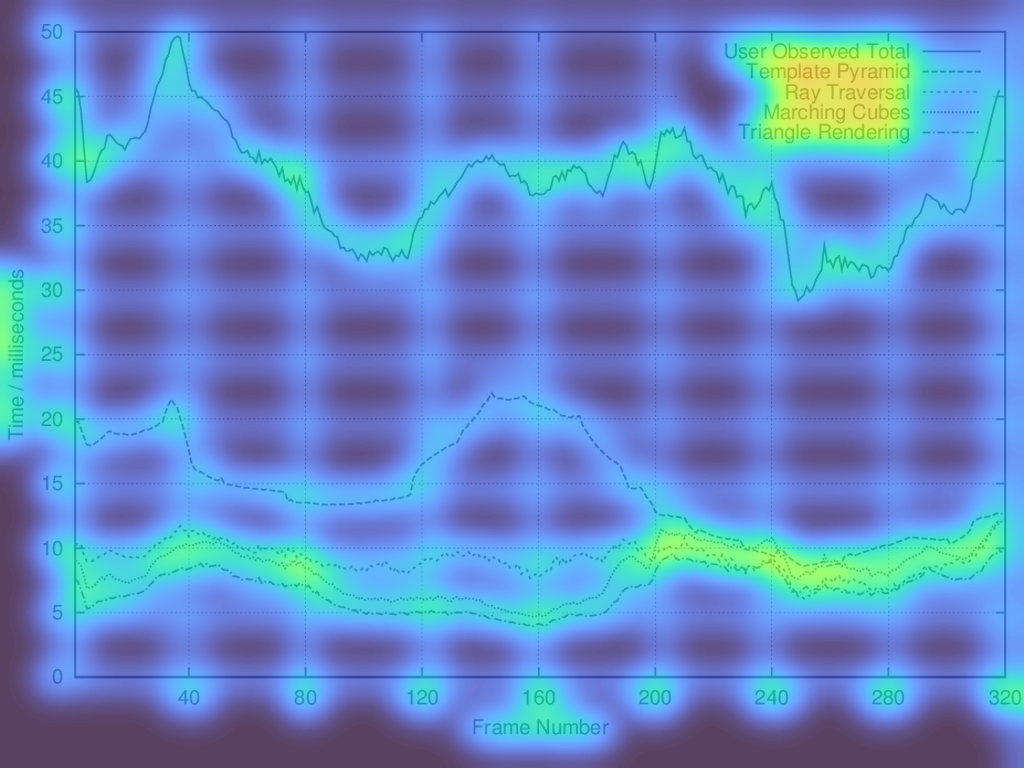 50
45
40
35
30
25
20
15
10
5
0
Time / milliseconds
User Observed Total
Template Pyramid
Ray Traversal
Marching Cubes
Triangle Rendering
40 80 120 160 200 240 280 320
Frame Number